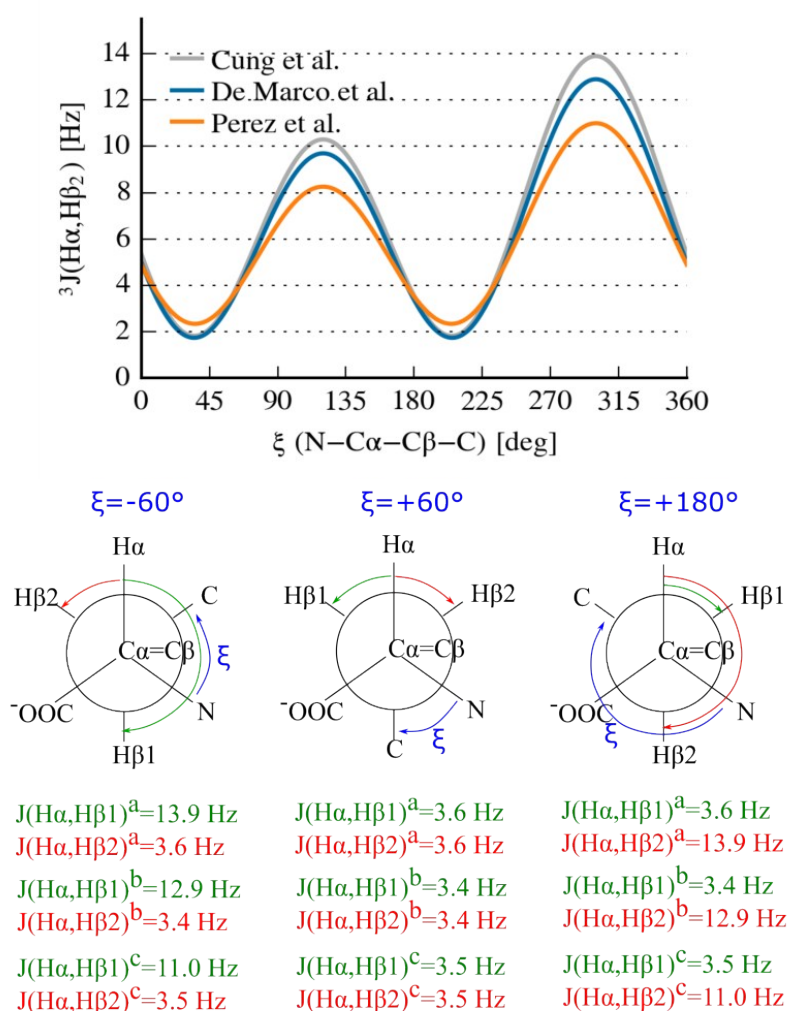 14
12
10
8
6
4
2
0
³J(Hα,Hβ₂) [Hz]
Cung et al.
De Marco et al.
Perez et al.
0 45 90 135 180 225 270 315 360
ξ (N−Cα−Cβ−C) [deg]
ξ=-60° ξ=+60° ξ=+180°
Hα
Hβ2
C
Cα=Cβ
ξ
⁻OOC
N
Hβ1
Hα
Hβ1
Hβ2
Cα=Cβ
⁻OOC
N
C
ξ
Hα
C
Hβ1
Cα=Cβ
⁻OOC
N
ξ
Hβ2
J(Hα,Hβ1)ᵃ=13.9 Hz J(Hα,Hβ1)ᵃ=3.6 Hz J(Hα,Hβ1)ᵃ=3.6 Hz
J(Hα,Hβ2)ᵃ=3.6 Hz J(Hα,Hβ2)ᵃ=3.6 Hz J(Hα,Hβ2)ᵃ=13.9 Hz
J(Hα,Hβ1)ᵇ=12.9 Hz J(Hα,Hβ1)ᵇ=3.4 Hz J(Hα,Hβ1)ᵇ=3.4 Hz
J(Hα,Hβ2)ᵇ=3.4 Hz J(Hα,Hβ2)ᵇ=3.4 Hz J(Hα,Hβ2)ᵇ=12.9 Hz
J(Hα,Hβ1)ᶜ=11.0 Hz J(Hα,Hβ1)ᶜ=3.5 Hz J(Hα,Hβ1)ᶜ=3.5 Hz
J(Hα,Hβ2)ᶜ=3.5 Hz J(Hα,Hβ2)ᶜ=3.5 Hz J(Hα,Hβ2)ᶜ=11.0 Hz